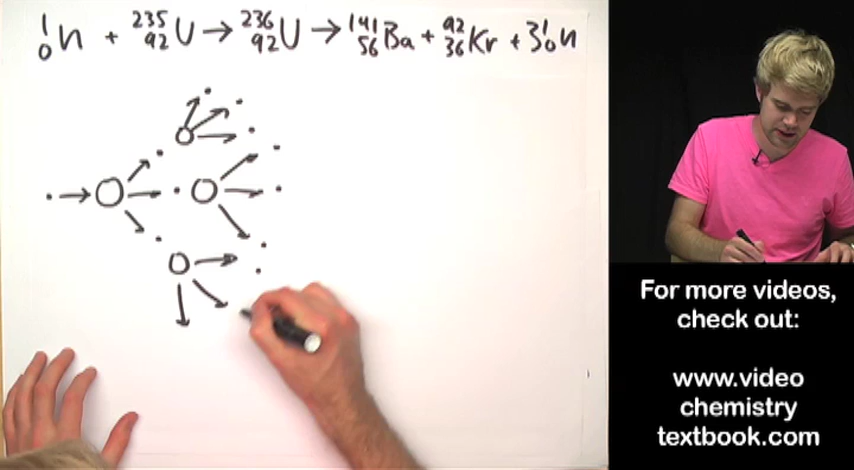 ¹₀n + ²³⁵₉₂U → ²³⁶₉₂U → ¹⁴¹₅₆Ba + ⁹²₃₆Kr + 3¹₀n
For more videos,
check out:
www.video
chemistry
textbook.com